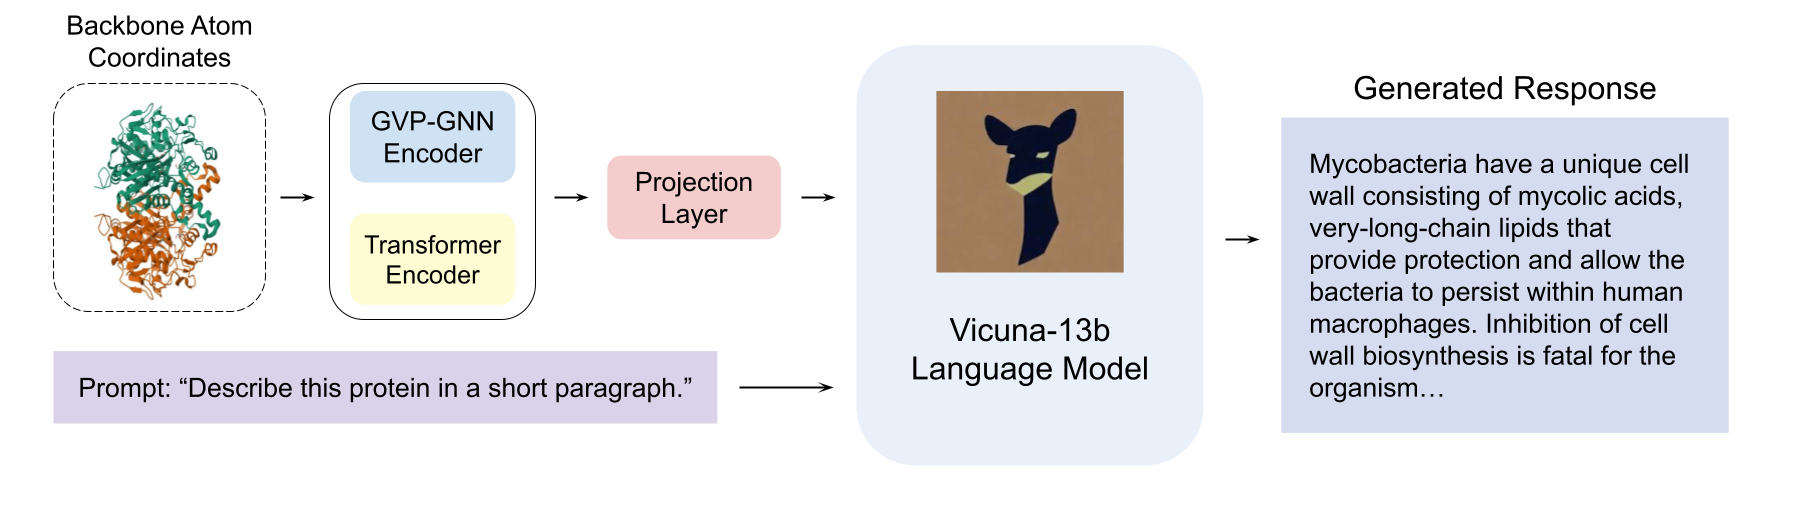 Backbone Atom
Coordinates
GVP-GNN
Encoder
Transformer
Encoder
Projection
Layer
Prompt: “Describe this protein in a short paragraph.”
Vicuna-13b
Language Model
Generated Response
Mycobacteria have a unique cell
wall consisting of mycolic acids,
very-long-chain lipids that
provide protection and allow the
bacteria to persist within human
macrophages. Inhibition of cell
wall biosynthesis is fatal for the
organism…